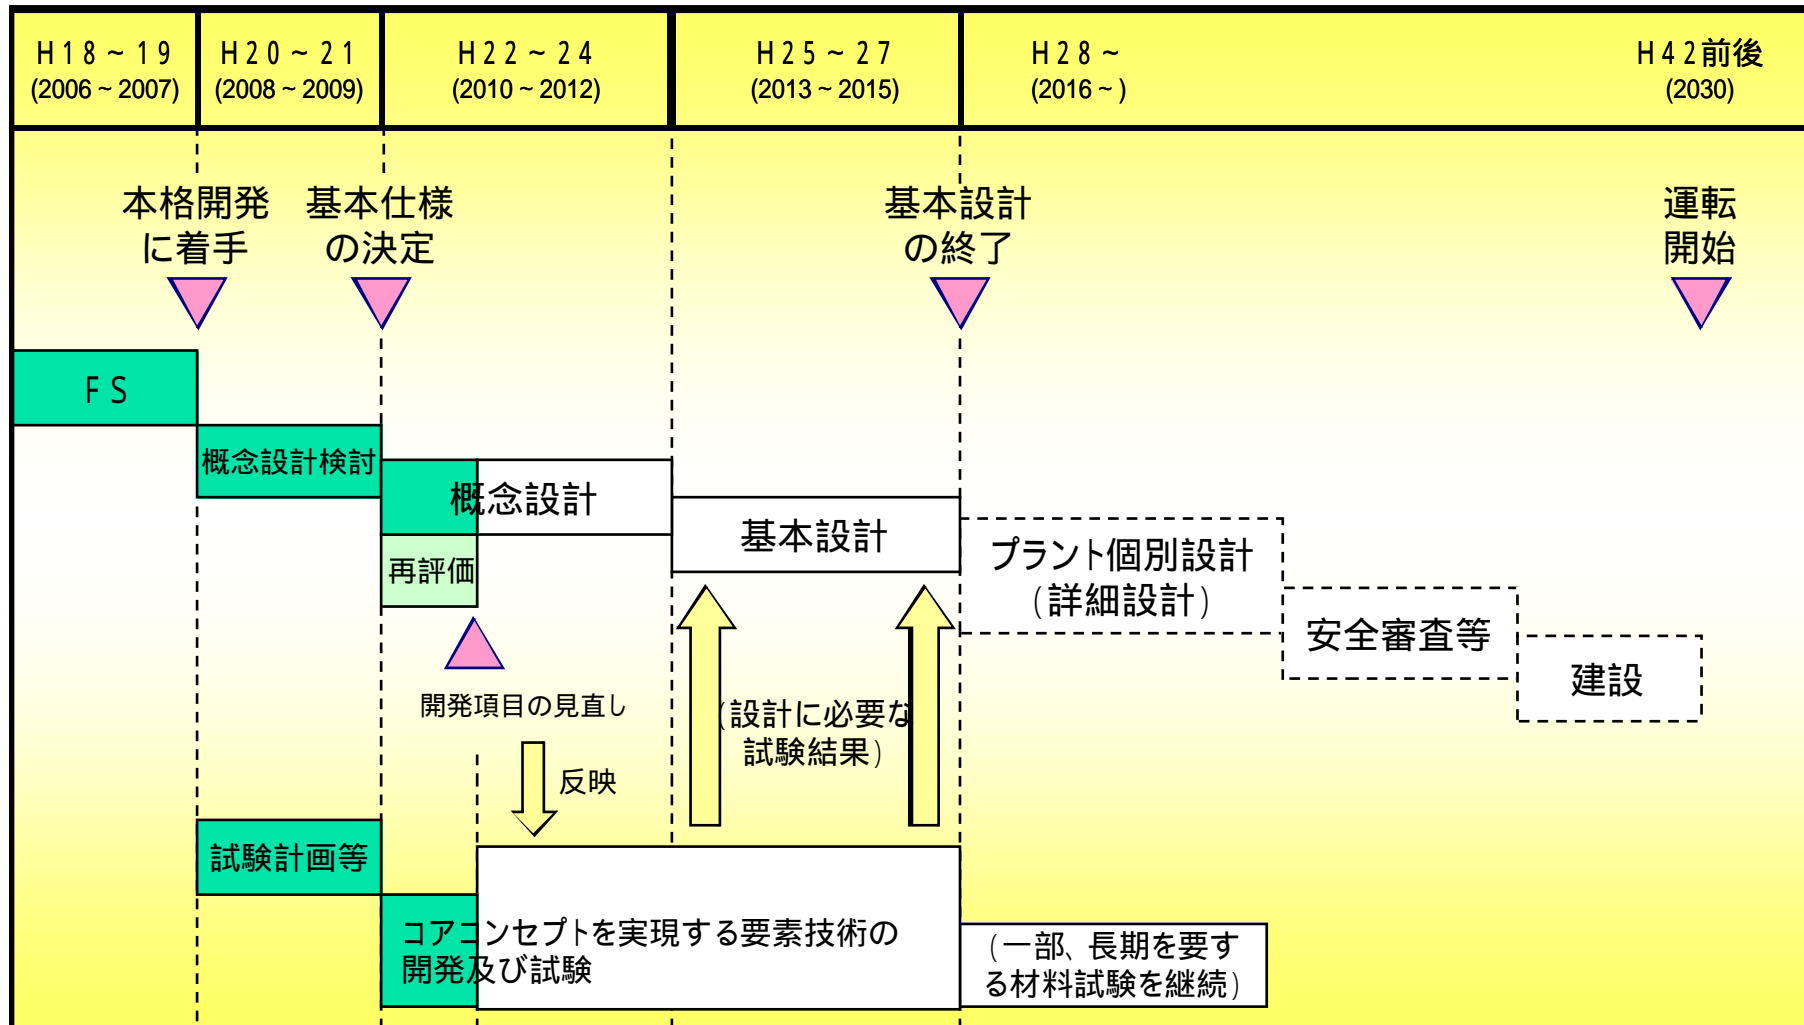 H18~19
(2006~2007)
H20~21
(2008~2009)
H22~24
(2010~2012)
H25~27
(2013~2015)
H28~
(2016~)
H42前後
(2030)
本格開発
に着手
基本仕様
の決定
基本設計
の終了
運転
開始
FS
概念設計検討
概念設計
再評価
基本設計
プラント個別設計
(詳細設計)
安全審査等
建設
開発項目の見直し
反映
(設計に必要な
試験結果)
試験計画等
コアコンセプトを実現する要素技術の
開発及び試験
(一部、長期を要す
る材料試験を継続)